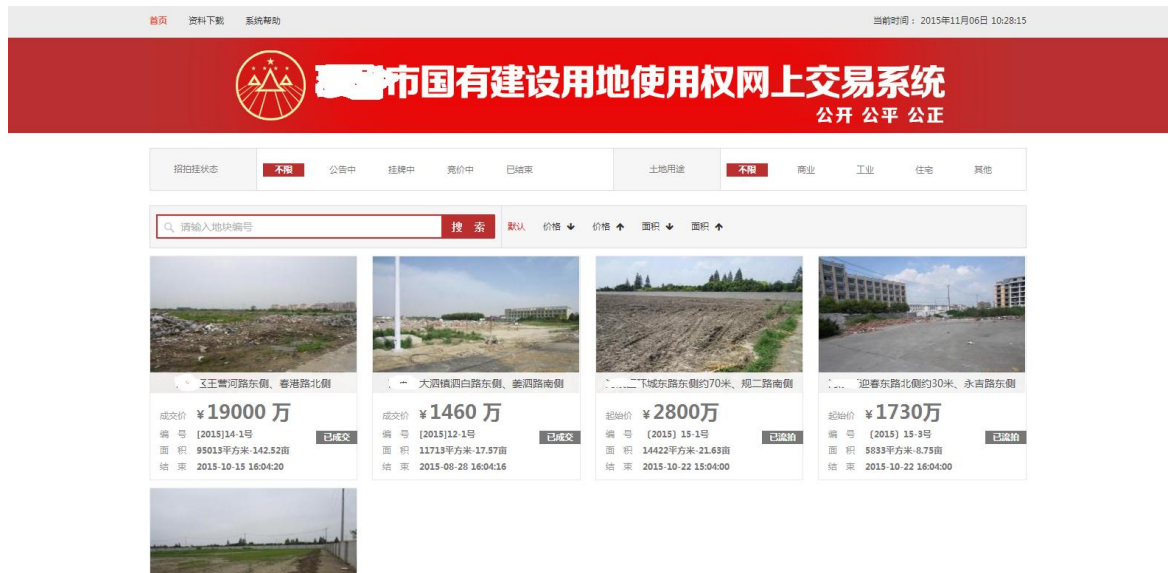 首页 资料下载 系统帮助 当前时间： 2015年11月06日 10:28:15
市国有建设用地使用权网上交易系统
公开 公平 公正
招拍挂状态 不限 公告中 挂牌中 竞价中 已结束 土地用途 不限 商业 工业 住宅 其他
请输入地块编号 搜 索 默认 价格 价格 面积 面积
区王营河路东侧、春港路北侧
成交价 ￥19000 万
编 号 [2015]14-1号 已成交
面 积 95013平方米-142.52亩
结 束 2015-10-15 16:04:20
大泗镇泗白路东侧、姜泗路南侧
成交价 ￥1460 万
编 号 [2015]12-1号 已成交
面 积 11713平方米-17.57亩
结 束 2015-08-28 16:04:16
城东路东侧约70米、规二路南侧
起始价 ￥2800万
编 号 (2015) 15-1号 已流拍
面 积 14422平方米-21.63亩
结 束 2015-10-22 15:04:00
迎春东路北侧约30米、永吉路东侧
起始价 ￥1730万
编 号 (2015) 15-3号 已流拍
面 积 5833平方米-8.75亩
结 束 2015-10-22 16:04:00